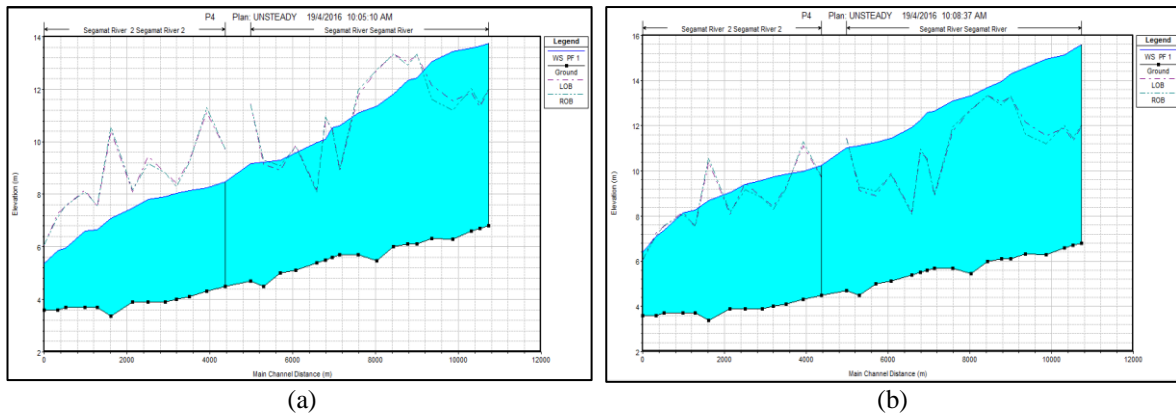 P4 Plan: UNSTEADY 19/4/2016 10:05:10 AM
Segamat River 2 Segamat River 2
Segamat River Segamat River
Legend
WS PF 1
Ground
LOB
ROB
Elevation (m)
14
12
10
8
6
4
2
0
2000
4000
6000
8000
10000
12000
Main Channel Distance (m)
(a)
P4 Plan: UNSTEADY 19/4/2016 10:08:37 AM
Segamat River 2 Segamat River 2
Segamat River Segamat River
Legend
WS PF 1
Ground
LOB
ROB
Elevation (m)
16
14
12
10
8
6
4
2
0
2000
4000
6000
8000
10000
12000
Main Channel Distance (m)
(b)